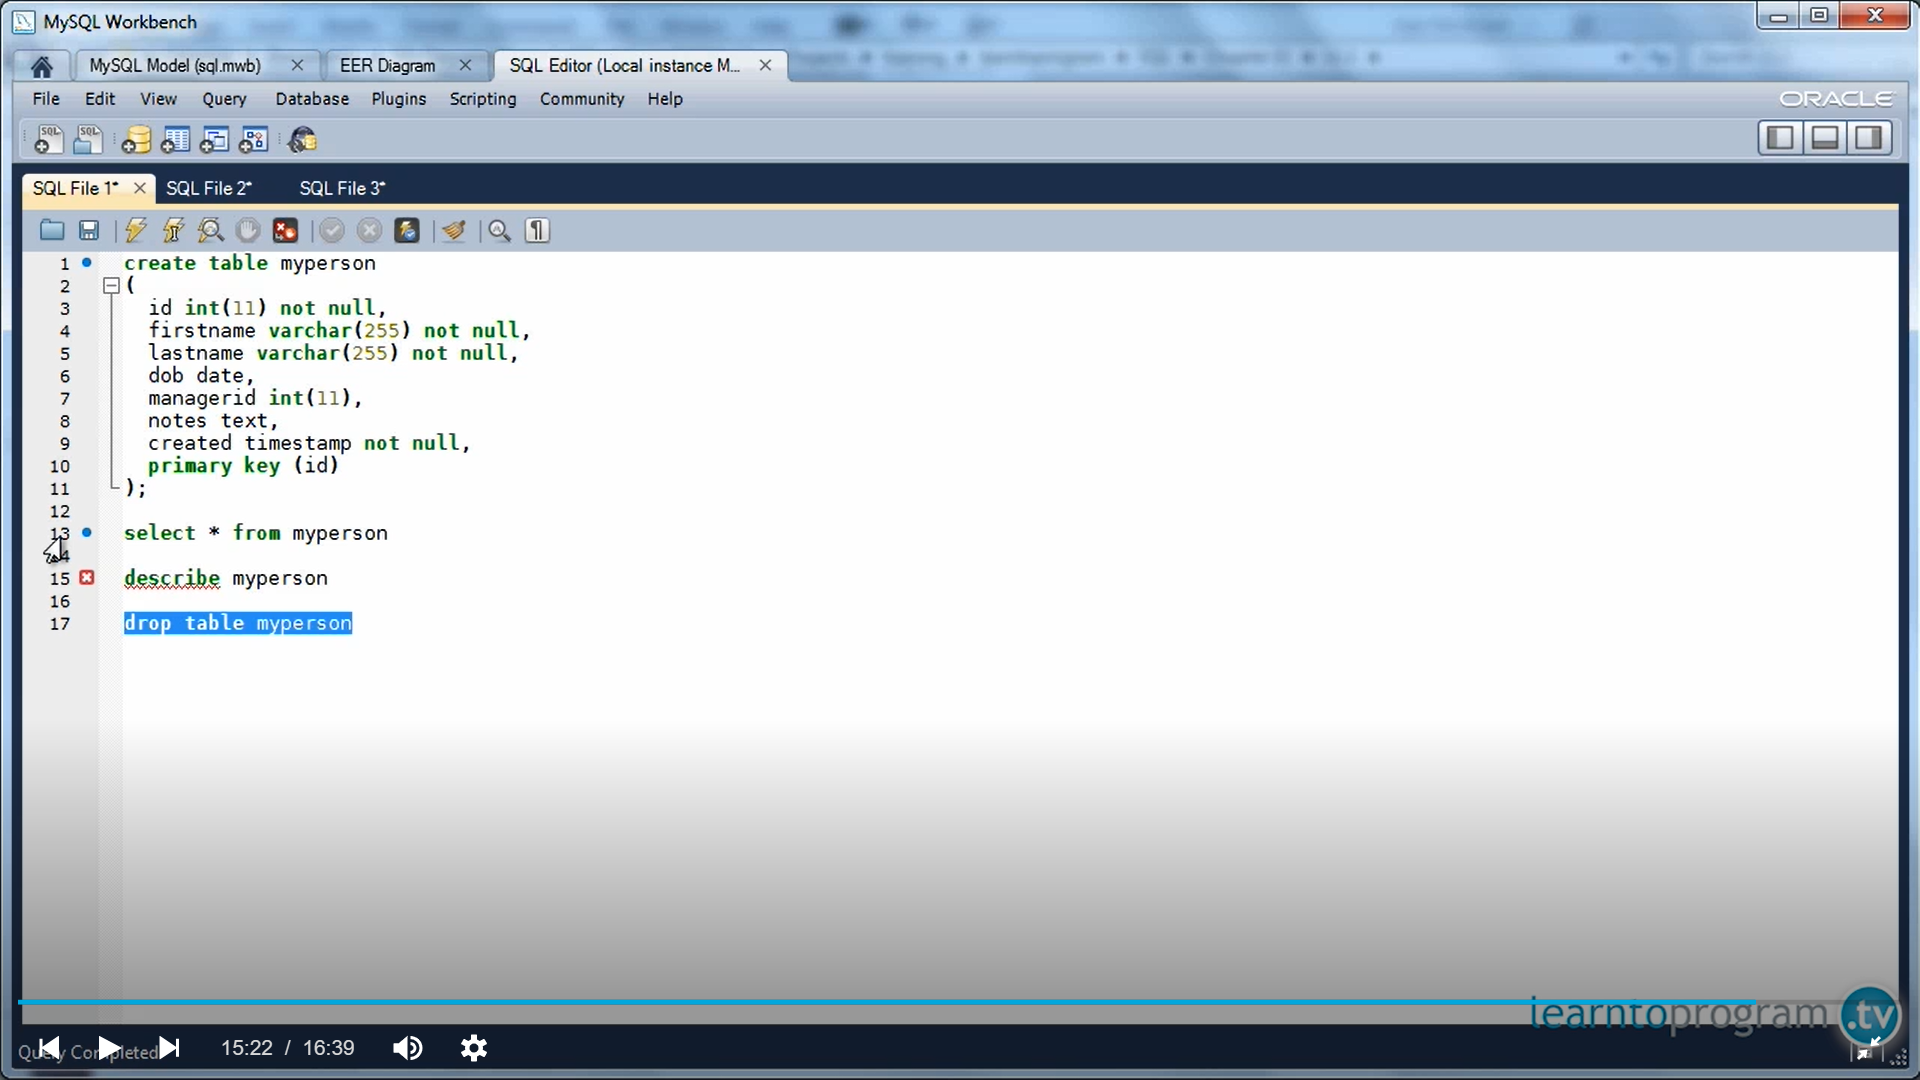 MySQL Workbench
MySQL Model (sql.mwb)
EER Diagram
SQL Editor (Local instance M...
File Edit View Query Database Plugins Scripting Community Help
ORACLE
SQL File 1*
SQL File 2*
SQL File 3*
1 create table myperson
2 (
3 id int(11) not null,
4 firstname varchar(255) not null,
5 lastname varchar(255) not null,
6 dob date,
7 managerid int(11),
8 notes text,
9 created timestamp not null,
10 primary key (id)
11 );
12
13 select * from myperson
14
15 describe myperson
16
17 drop table myperson
learntoprogram.tv
Query Completed
15:22 / 16:39